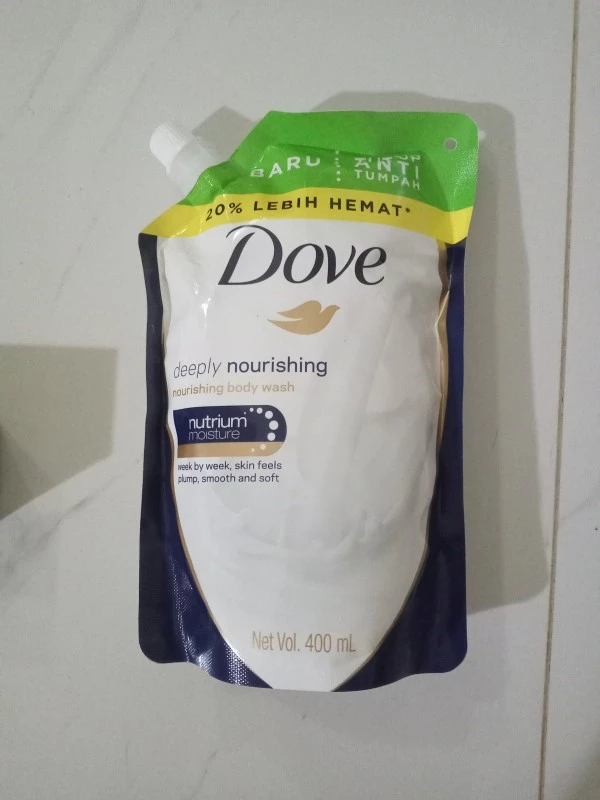 BARU
ANTI
TUMPAH
20% LEBIH HEMAT*
Dove
deeply nourishing
nourishing body wash
nutrium
moisture
week by week, skin feels
plump, smooth and soft
Net Vol. 400 mL